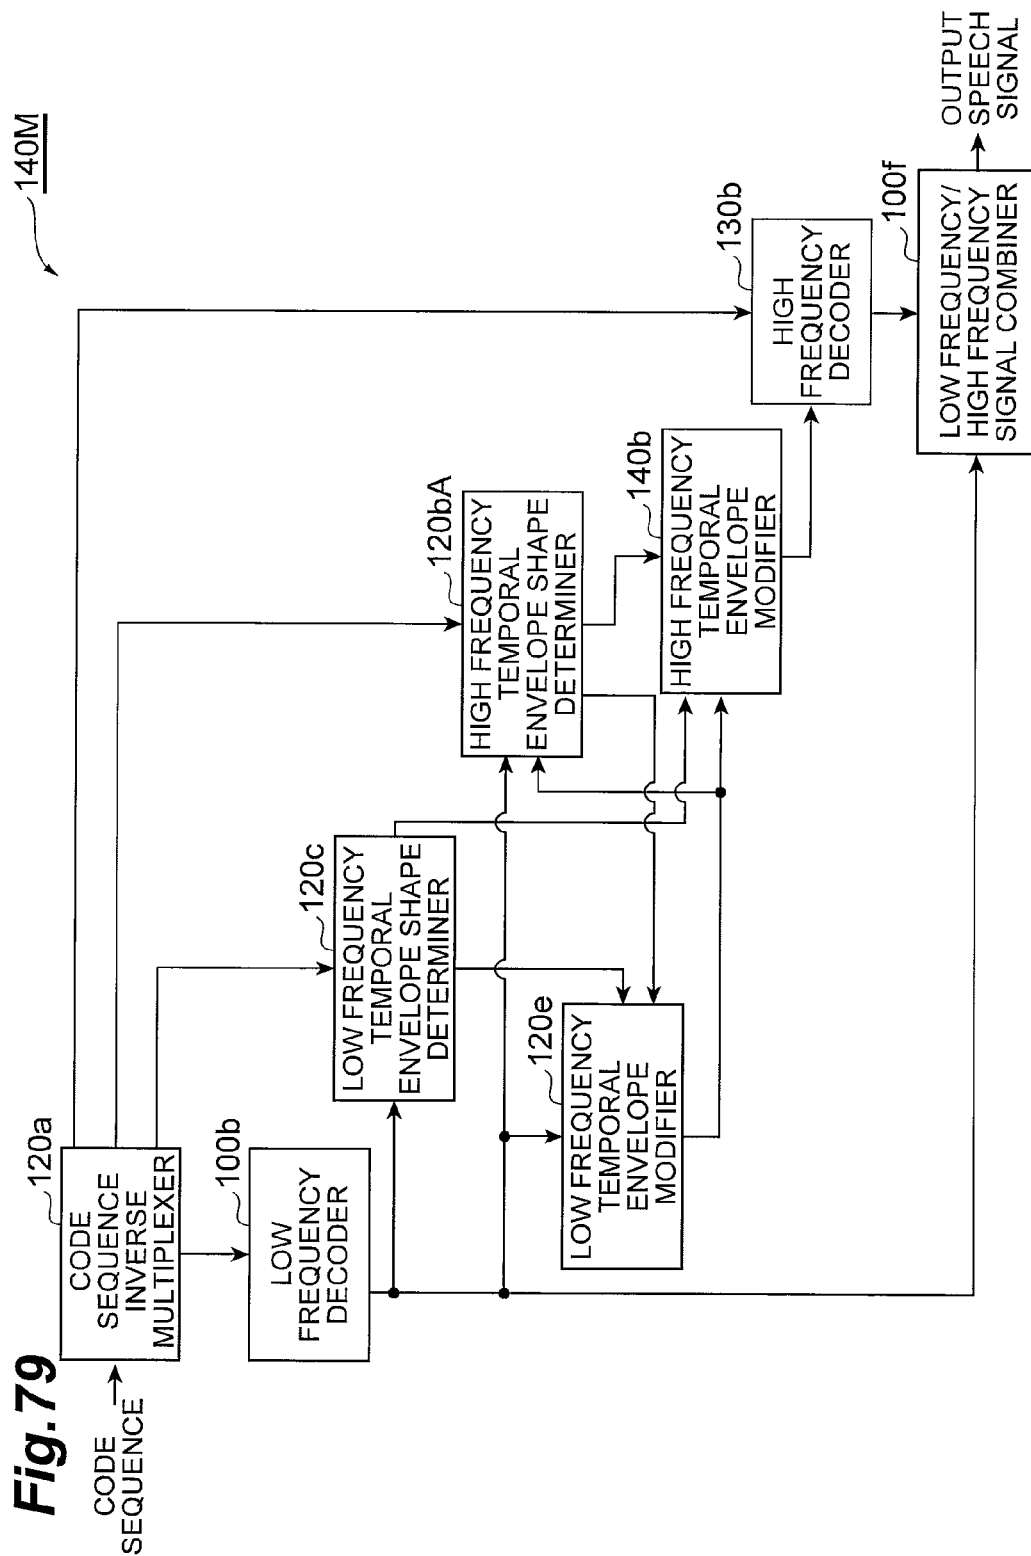 Fig.79
140M
CODE
SEQUENCE
120a
CODE
SEQUENCE
INVERSE
MULTIPLEXER
100b
LOW
FREQUENCY
DECODER
120c
LOW FREQUENCY
TEMPORAL
ENVELOPE SHAPE
DETERMINER
120e
LOW FREQUENCY
TEMPORAL
ENVELOPE
MODIFIER
120bA
HIGH FREQUENCY
TEMPORAL
ENVELOPE SHAPE
DETERMINER
140b
HIGH FREQUENCY
TEMPORAL
ENVELOPE
MODIFIER
130b
HIGH
FREQUENCY
DECODER
100f
LOW FREQUENCY/
HIGH FREQUENCY
SIGNAL COMBINER
OUTPUT
SPEECH
SIGNAL